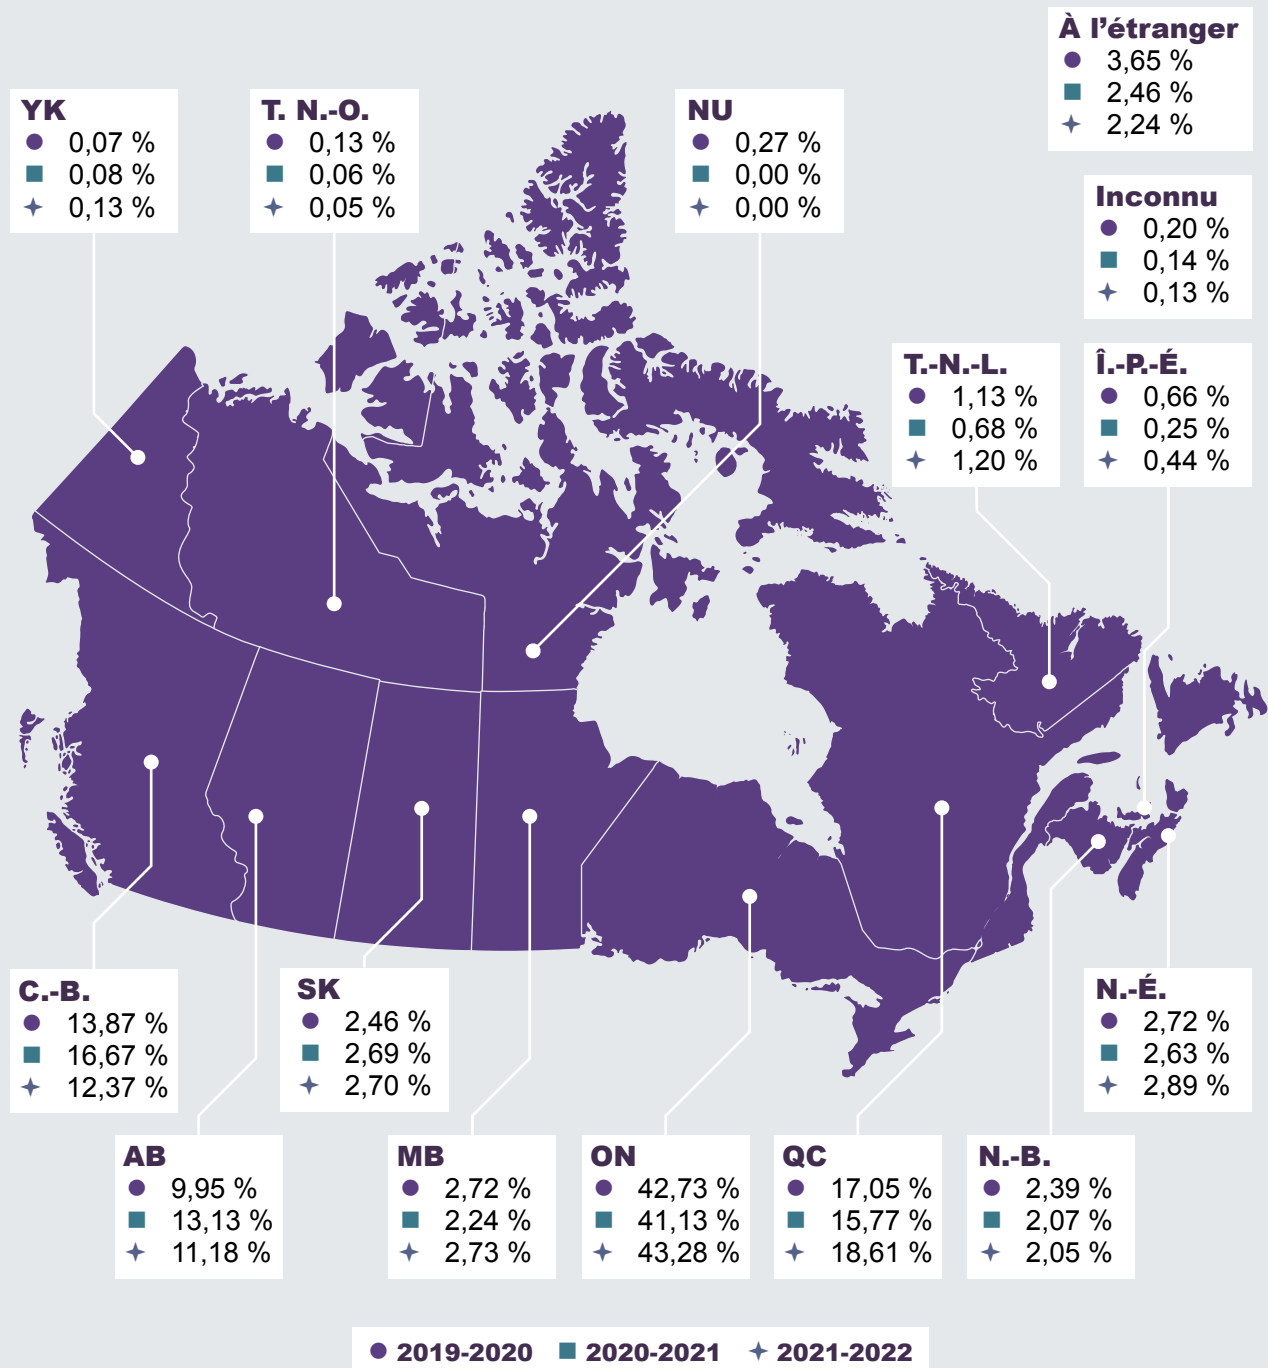 À l'étranger
3,65 %
2,46 %
2,24 %
YK
0,07 %
0,08 %
0,13 %
T. N.-O.
0,13 %
0,06 %
0,05 %
NU
0,27 %
0,00 %
0,00 %
Inconnu
0,20 %
0,14 %
0,13 %
T.-N.-L.
1,13 %
0,68 %
1,20 %
Î.-P.-É.
0,66 %
0,25 %
0,44 %
C.-B.
13,87 %
16,67 %
12,37 %
SK
2,46 %
2,69 %
2,70 %
N.-É.
2,72 %
2,63 %
2,89 %
AB
9,95 %
13,13 %
11,18 %
MB
2,72 %
2,24 %
2,73 %
ON
42,73 %
41,13 %
43,28 %
QC
17,05 %
15,77 %
18,61 %
N.-B.
2,39 %
2,07 %
2,05 %
2019-2020 2020-2021 2021-2022